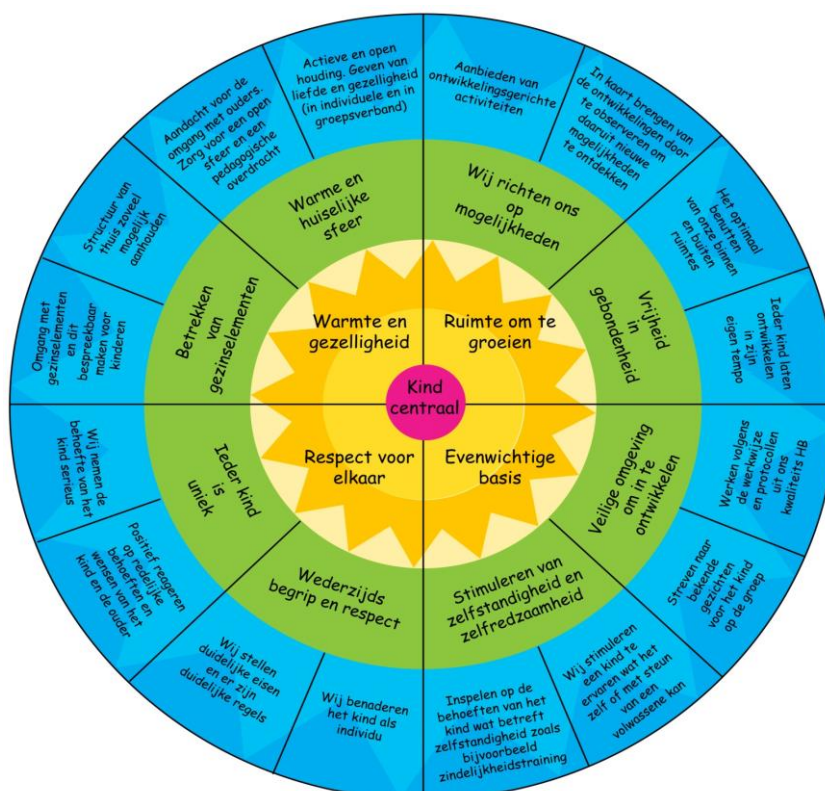 Kind
centraal
Warmte en
gezelligheid
Ruimte om te
groeien
Evenwichtige
basis
Respect voor
elkaar
Warme en
huiselijke
sfeer
Wij richten ons
op
mogelijkheden
Vrijheid
in
gebondenheid
Veilige omgeving
om in te
ontwikkelen
Stimuleren van
zelfstandigheid en
zelfredzaamheid
Wederzijds
begrip en respect
Ieder kind
is
uniek
Betrekken
van
gezinselementen
Actieve en open
houding. Geven van
liefde en gezelligheid
(in individuele en in
groepsverband)
Aanbieden van
ontwikkelingsgerichte
activiteiten
In kaart brengen van
de ontwikkelingen door
te observeren om
daaruit nieuwe
mogelijkheden
te ontdekken
Het optimaal
benutten
van onze binnen
en buiten
ruimtes
Ieder kind laten
ontwikkelen
in zijn
eigen tempo
Werken volgens
de werkwijze
en protocollen
uit ons
kwaliteits HB
Streven naar
bekende
gezichten
voor het kind
op de groep
Wij stimuleren
een kind te
ervaren wat het
zelf of met steun
van een
volwassene kan
Inspelen op de
behoeften van het
kind wat betreft
zelfstandigheid zoals
bijvoorbeeld
zindelijkheidstraining
Wij benaderen
het kind als
individu
Wij stellen
duidelijke eisen
en er zijn
duidelijke regels
Positief reageren
op redelijke
behoeften en
wensen van het
kind en de ouder
Wij nemen de
behoefte van het
kind serieus
Omgang met
gezinselementen
en dit
bespreekbaar
maken voor
kinderen
Structuur van
thuis zoveel
mogelijk
aanhouden
Aandacht voor de
omgang met ouders.
Zorg voor een open
sfeer en een
pedagogische
overdracht